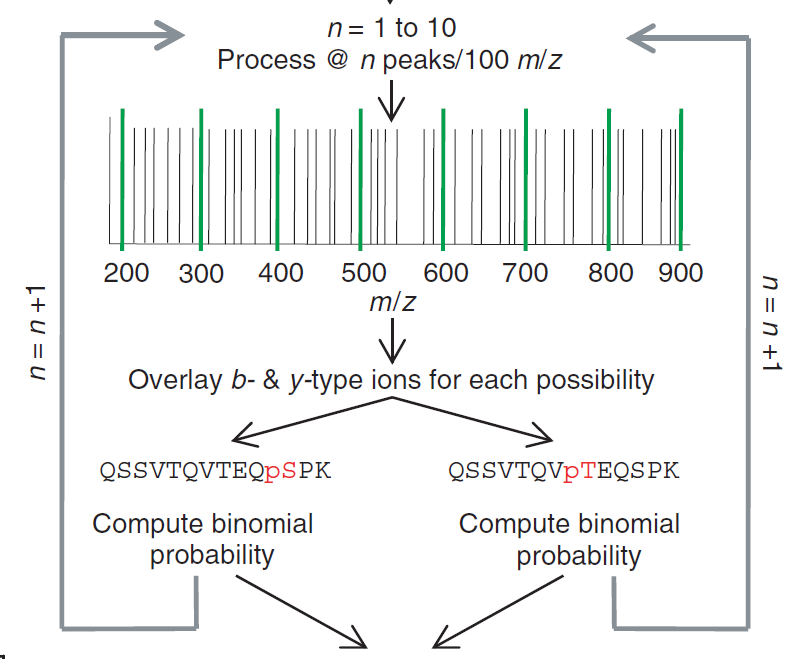 n = 1 to 10
Process @ n peaks/100 m/z
200 300 400 500 600 700 800 900
m/z
n = n +1
n = n +1
Overlay b- & y-type ions for each possibility
QSSVTQVTEQpSPK
QSSVTQVpTEQSPK
Compute binomial
probability
Compute binomial
probability